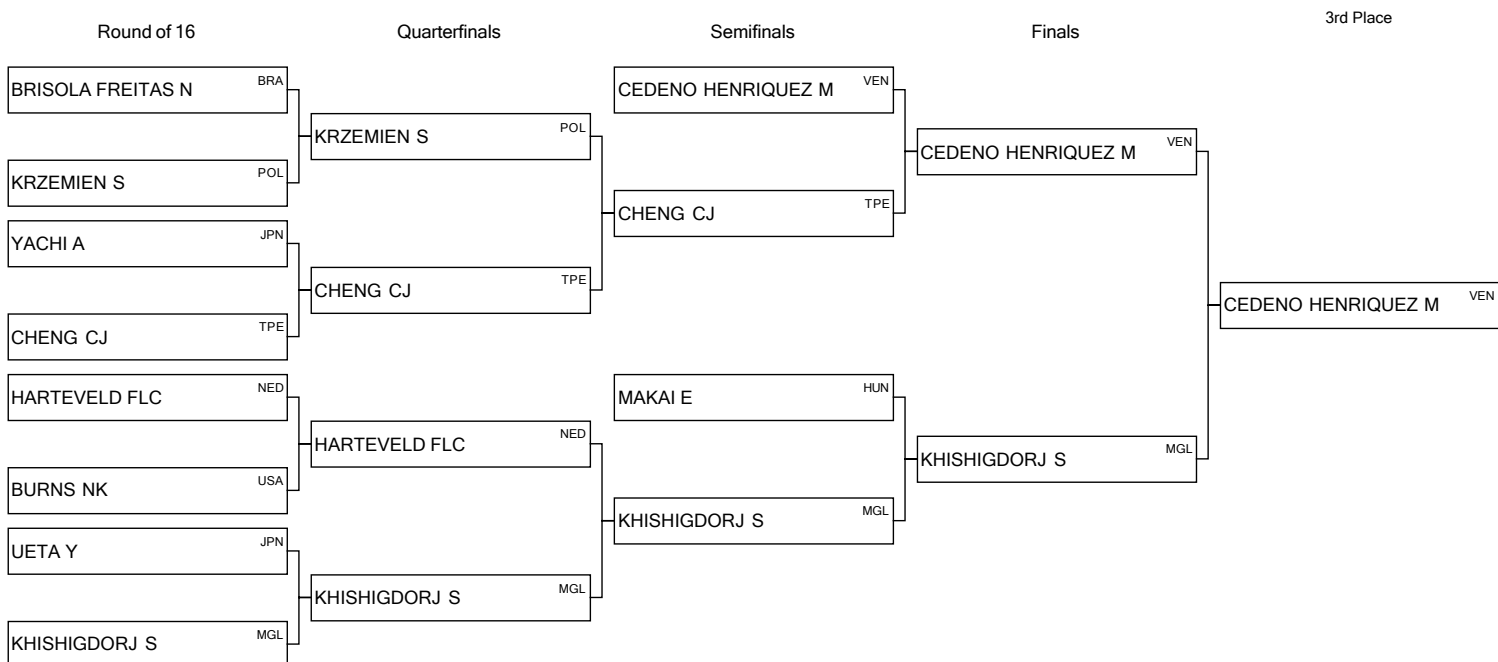 3rd Place
Round of 16
Quarterfinals
Semifinals
Finals
BRISOLA FREITAS N BRA
KRZEMIEN S POL
YACHI A JPN
CHENG CJ TPE
HARTEVELD FLC NED
BURNS NK USA
UETA Y JPN
KHISHIGDORJ S MGL
KRZEMIEN S POL
CHENG CJ TPE
HARTEVELD FLC NED
KHISHIGDORJ S MGL
CEDENO HENRIQUEZ M VEN
CHENG CJ TPE
MAKAI E HUN
KHISHIGDORJ S MGL
CEDENO HENRIQUEZ M VEN
KHISHIGDORJ S MGL
CEDENO HENRIQUEZ M VEN